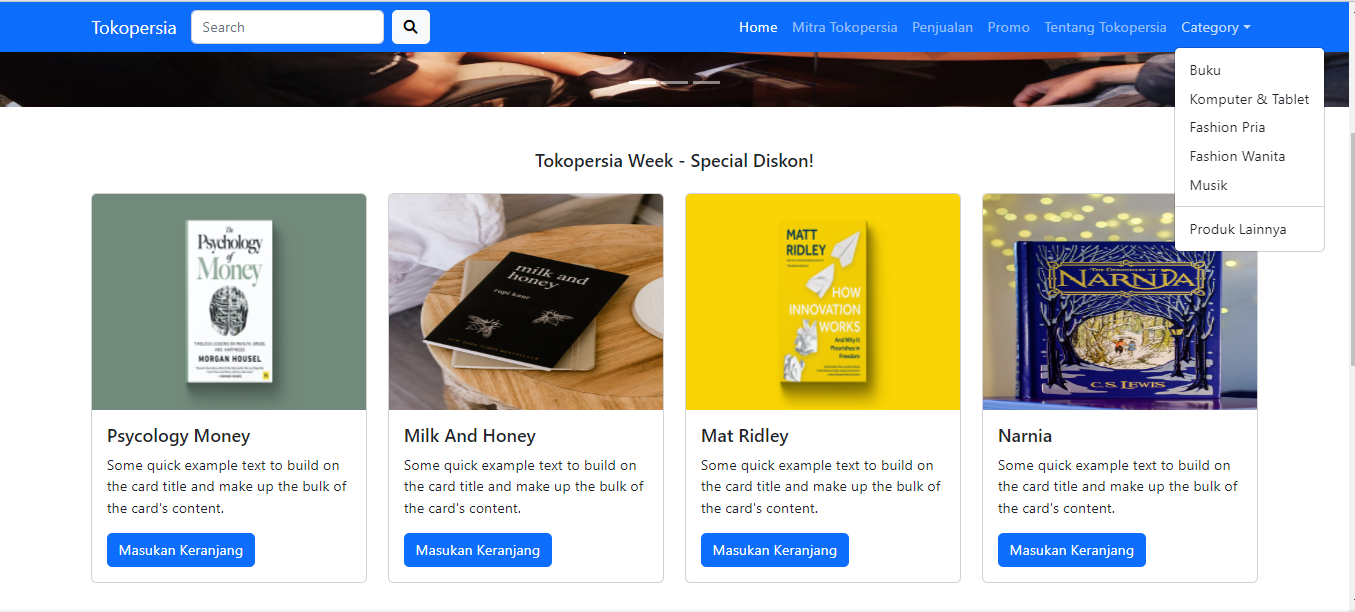 Tokopersia
Search
Home
Mitra Tokopersia
Penjualan
Promo
Tentang Tokopersia
Category
Buku
Komputer & Tablet
Fashion Pria
Fashion Wanita
Musik
Produk Lainnya
Tokopersia Week - Special Diskon!
The
Psychology
of
Money
TIMELESS LESSONS ON WEALTH, GREED,
AND HAPPINESS
MORGAN HOUSEL
Psycology Money
Some quick example text to build on
the card title and make up the bulk of
the card's content.
Masukan Keranjang
milk and
honey
rupi kaur
Milk And Honey
Some quick example text to build on
the card title and make up the bulk of
the card's content.
Masukan Keranjang
MATT
RIDLEY
HOW
INNOVATION
WORKS
And Why It
Flourishes in
Freedom
Mat Ridley
Some quick example text to build on
the card title and make up the bulk of
the card's content.
Masukan Keranjang
THE CHRONICLES OF
NARNIA
C.S. LEWIS
Narnia
Some quick example text to build on
the card title and make up the bulk of
the card's content.
Masukan Keranjang